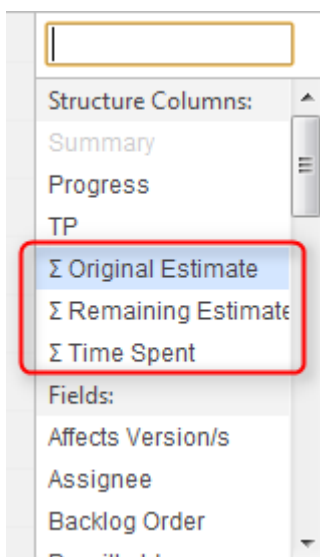 Structure Columns:
Summary
Progress
TP
Σ Original Estimate
Σ Remaining Estimate
Σ Time Spent
Fields:
Affects Version/s
Assignee
Backlog Order